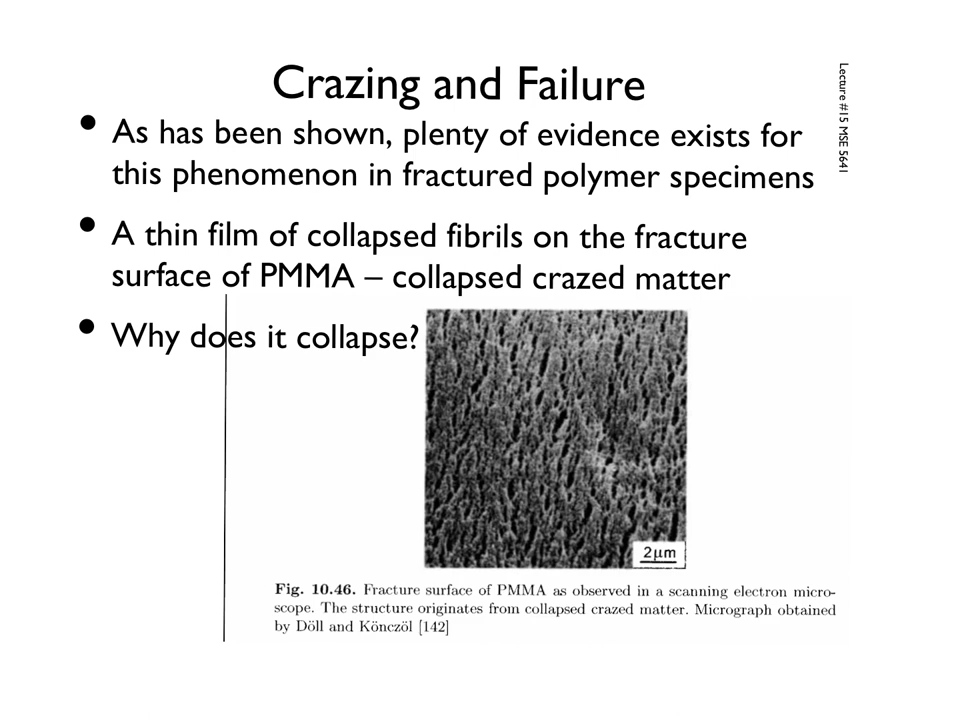 Crazing and Failure
Lecture #15 MSE 5641
• As has been shown, plenty of evidence exists for
this phenomenon in fractured polymer specimens
• A thin film of collapsed fibrils on the fracture
surface of PMMA – collapsed crazed matter
• Why does it collapse?
2μm
Fig. 10.46. Fracture surface of PMMA as observed in a scanning electron micro-
scope. The structure originates from collapsed crazed matter. Micrograph obtained
by Döll and Könczöl [142]